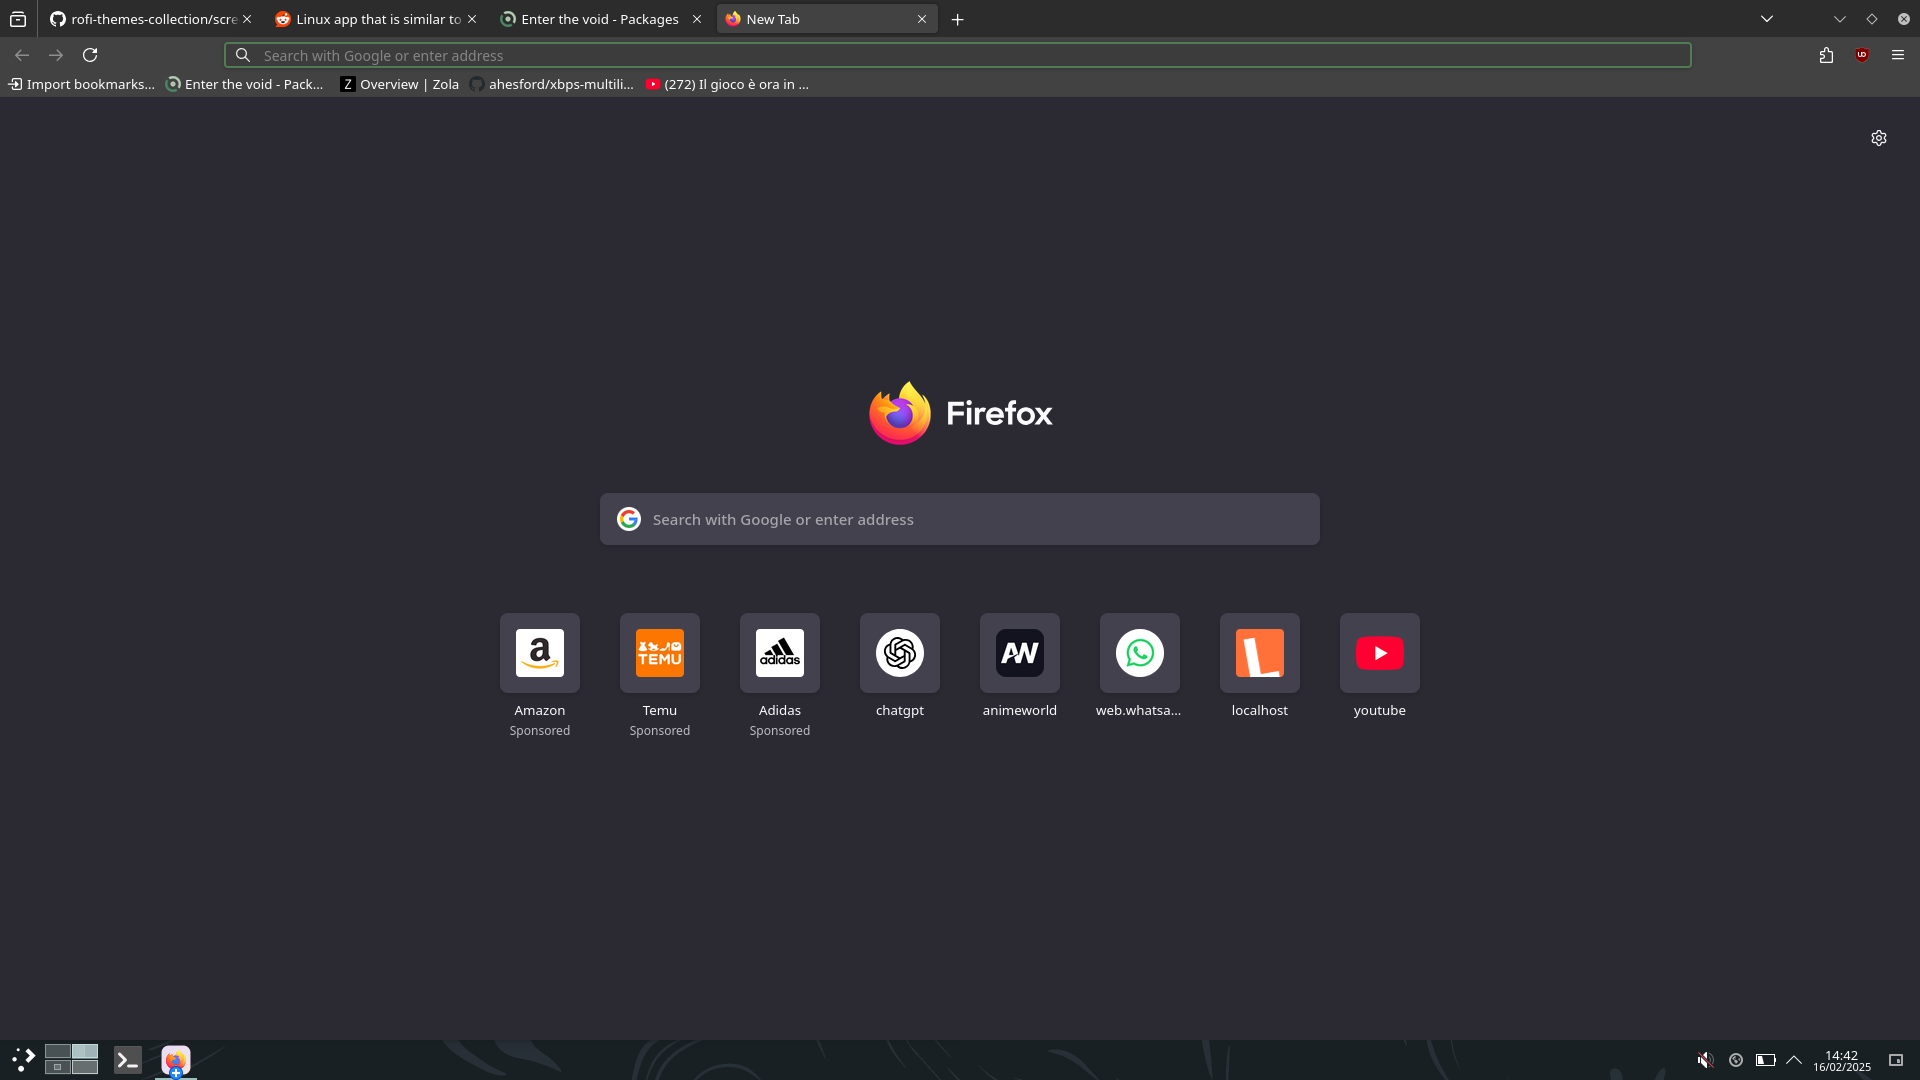 rofi-themes-collection/scre
Linux app that is similar to
Enter the void - Packages
New Tab
Search with Google or enter address
Import bookmarks...
Enter the void - Pack...
Z
Overview | Zola
ahesford/xbps-multili...
(272) Il gioco è ora in ...
Firefox
Search with Google or enter address
a
TEMU
adidas
AW
Amazon
Temu
Adidas
chatgpt
animeworld
web.whatsa...
localhost
youtube
Sponsored
Sponsored
Sponsored
14:42
16/02/2025